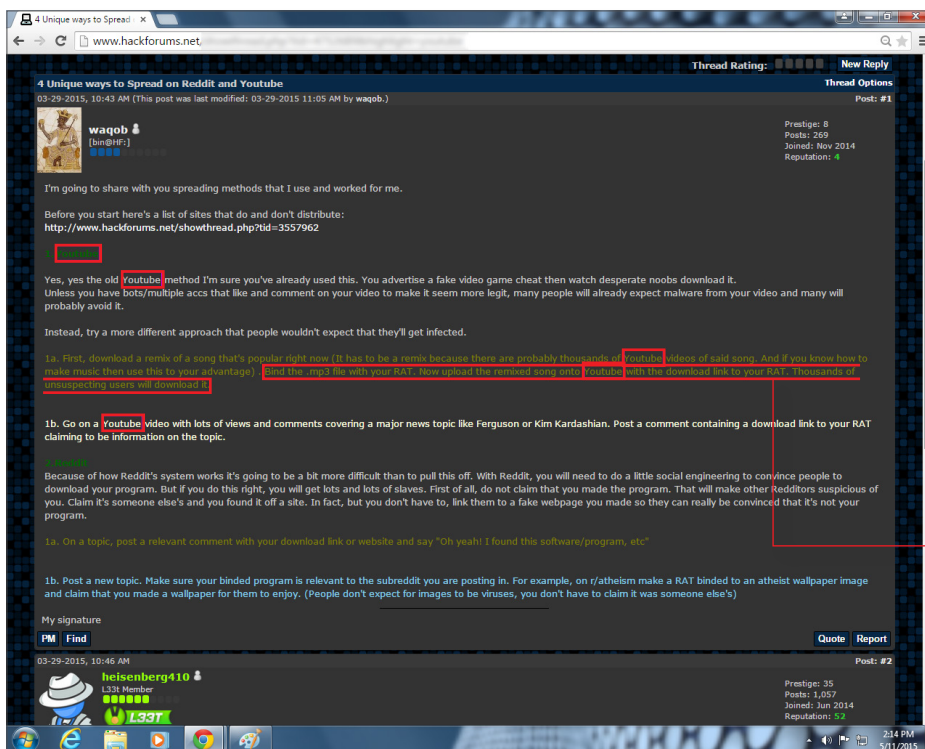 4 Unique ways to Spread
www.hackforums.net/
Thread Rating:
New Reply
4 Unique ways to Spread on Reddit and Youtube
Thread Options
03-29-2015, 10:43 AM (This post was last modified: 03-29-2015 11:05 AM by waqob.)
Post: #1
waqob
[bin@HF:]
Prestige: 8
Posts: 269
Joined: Nov 2014
Reputation: 4
I'm going to share with you spreading methods that I use and worked for me.
Before you start here's a list of sites that do and don't distribute:
http://www.hackforums.net/showthread.php?tid=3557962
1.
Yes, yes the old Youtube method I'm sure you've already used this. You advertise a fake video game cheat then watch desperate noobs download it.
Unless you have bots/multiple accs that like and comment on your video to make it seem more legit, many people will already expect malware from your video and many will
probably avoid it.
Instead, try a more different approach that people wouldn't expect that they'll get infected.
1a. First, download a remix of a song that's popular right now (It has to be a remix because there are probably thousands of Youtube videos of said song. And if you know how to
make music then use this to your advantage) . Bind the .mp3 file with your RAT. Now upload the remixed song onto Youtube with the download link to your RAT. Thousands of
unsuspecting users will download it.
1b. Go on a Youtube video with lots of views and comments covering a major news topic like Ferguson or Kim Kardashian. Post a comment containing a download link to your RAT
claiming to be information on the topic.
2.Reddit
Because of how Reddit's system works it's going to be a bit more difficult than to pull this off. With Reddit, you will need to do a little social engineering to convince people to
download your program. But if you do this right, you will get lots and lots of slaves. First of all, do not claim that you made the program. That will make other Redditors suspicious of
you. Claim it's someone else's and you found it off a site. In fact, but you don't have to, link them to a fake webpage you made so they can really be convinced that it's not your
program.
1a. On a topic, post a relevant comment with your download link or website and say "Oh yeah! I found this software/program, etc"
1b. Post a new topic. Make sure your binded program is relevant to the subreddit you are posting in. For example, on r/atheism make a RAT binded to an atheist wallpaper image
and claim that you made a wallpaper for them to enjoy. (People don't expect for images to be viruses, you don't have to claim it was someone else's)
My signature
PM Find
Quote Report
03-29-2015, 10:46 AM
Post: #2
heisenberg410
L33t Member
L33T
Prestige: 35
Posts: 1,057
Joined: Jun 2014
Reputation: 52
2:14 PM
5/11/2015